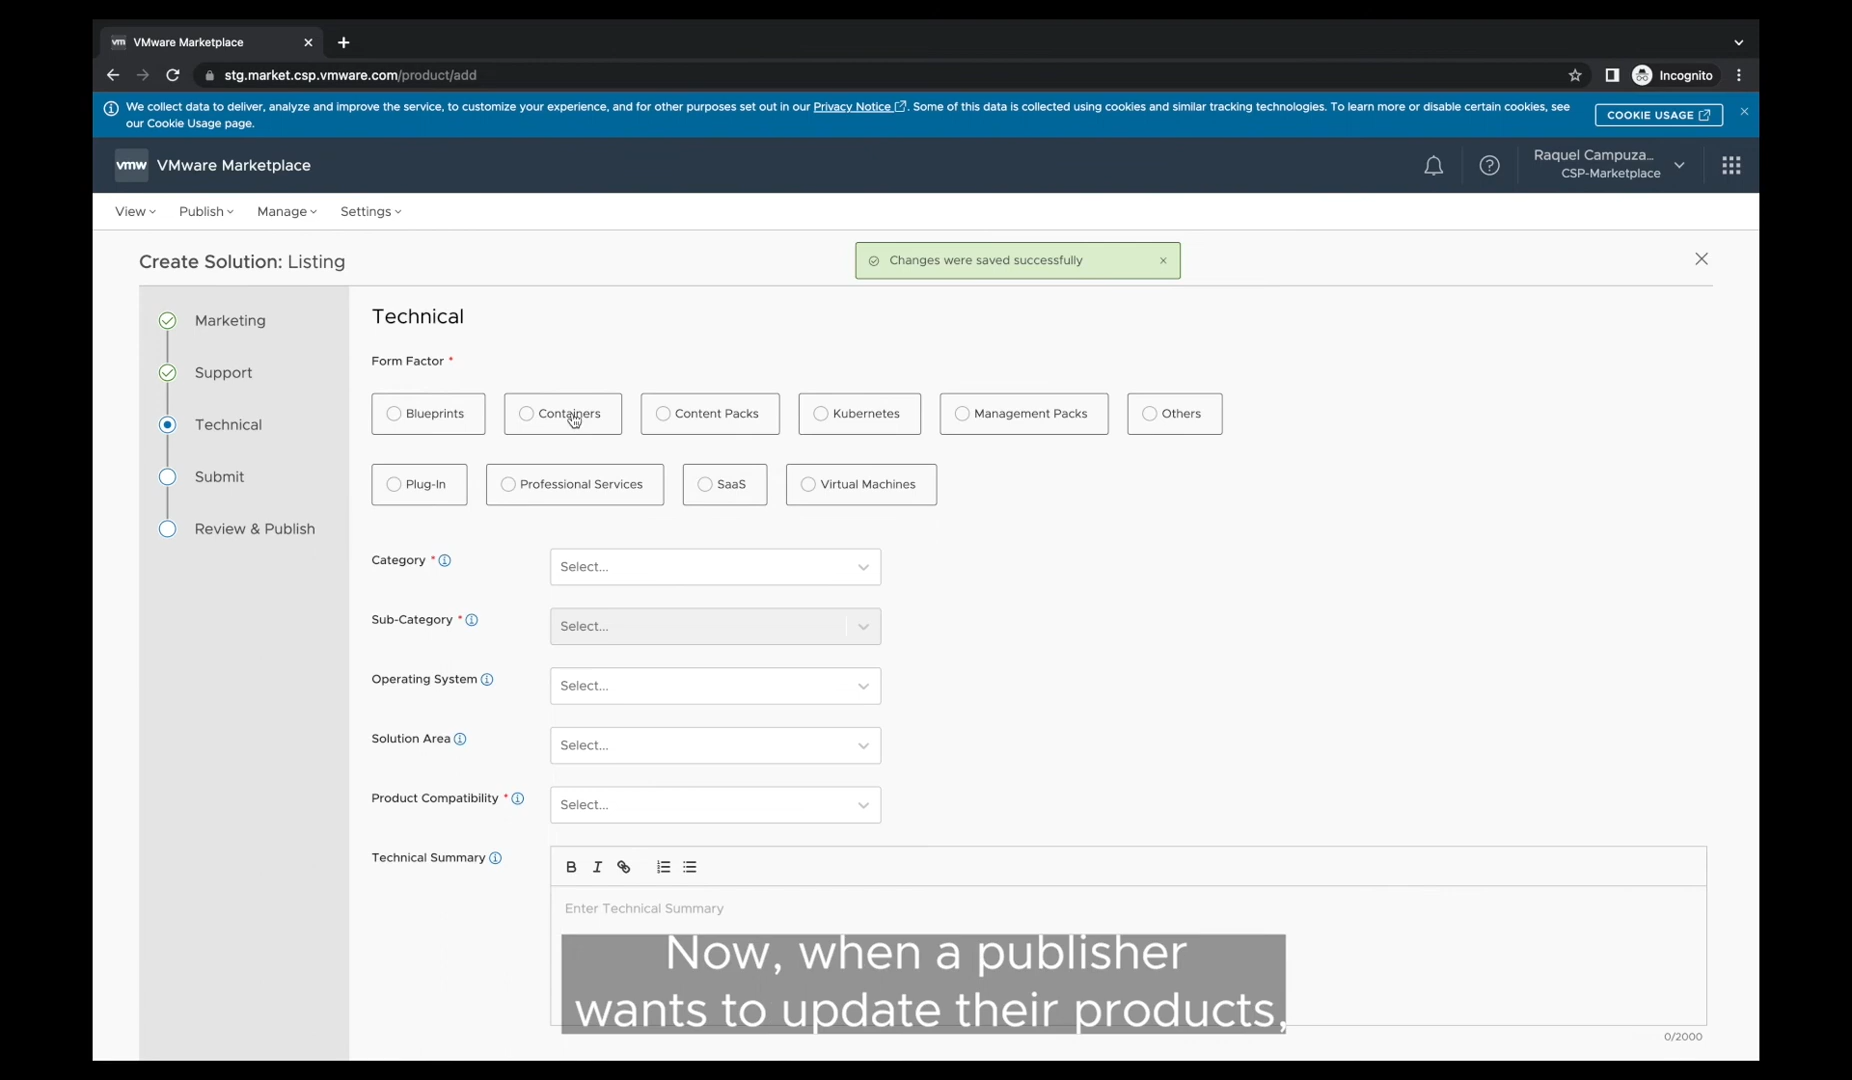 vm VMware Marketplace
stg.market.csp.vmware.com/product/add
Incognito
We collect data to deliver, analyze and improve the service, to customize your experience, and for other purposes set out in our Privacy Notice. Some of this data is collected using cookies and similar tracking technologies. To learn more or disable certain cookies, see
our Cookie Usage page.
COOKIE USAGE
vmw VMware Marketplace
Raquel Campuza...
CSP-Marketplace
View Publish Manage Settings
Create Solution: Listing
Changes were saved successfully
Marketing
Support
Technical
Submit
Review & Publish
Technical
Form Factor *
Blueprints Containers Content Packs Kubernetes Management Packs Others
Plug-In Professional Services SaaS Virtual Machines
Category * Select...
Sub-Category * Select...
Operating System Select...
Solution Area Select...
Product Compatibility * Select...
Technical Summary
B I
Enter Technical Summary
Now, when a publisher
wants to update their products,
0/2000